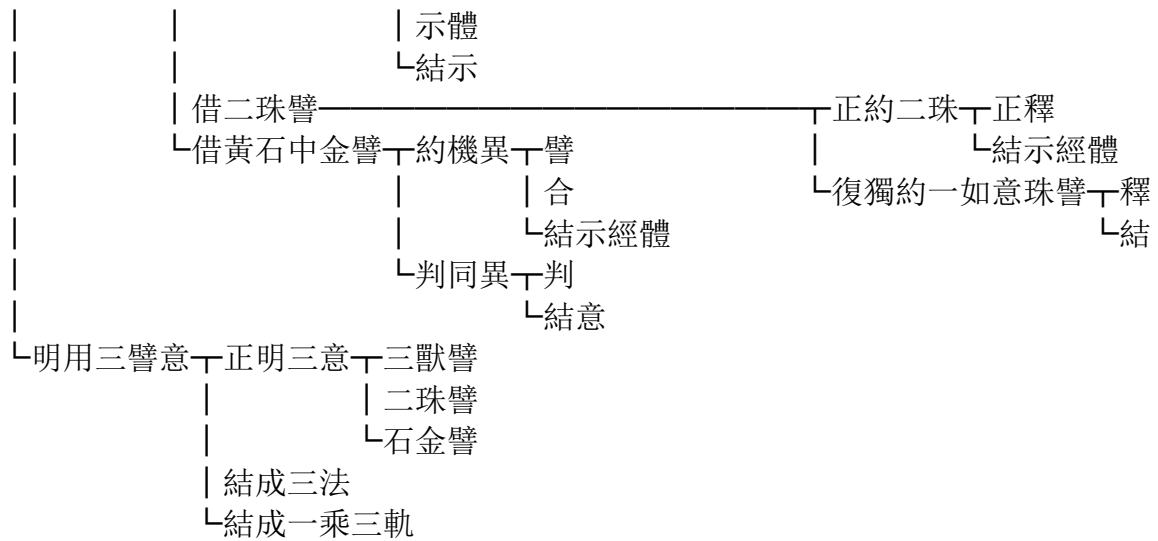 示體
結示
借二珠譬 正約二珠 正釋
借黃石中金譬 約機異 譬 結示經體
合 復獨約一如意珠譬 釋
結示經體 結
判同異 判
結意
明用三譬意 正明三意 三獸譬
二珠譬
石金譬
結成三法
結成一乘三軌